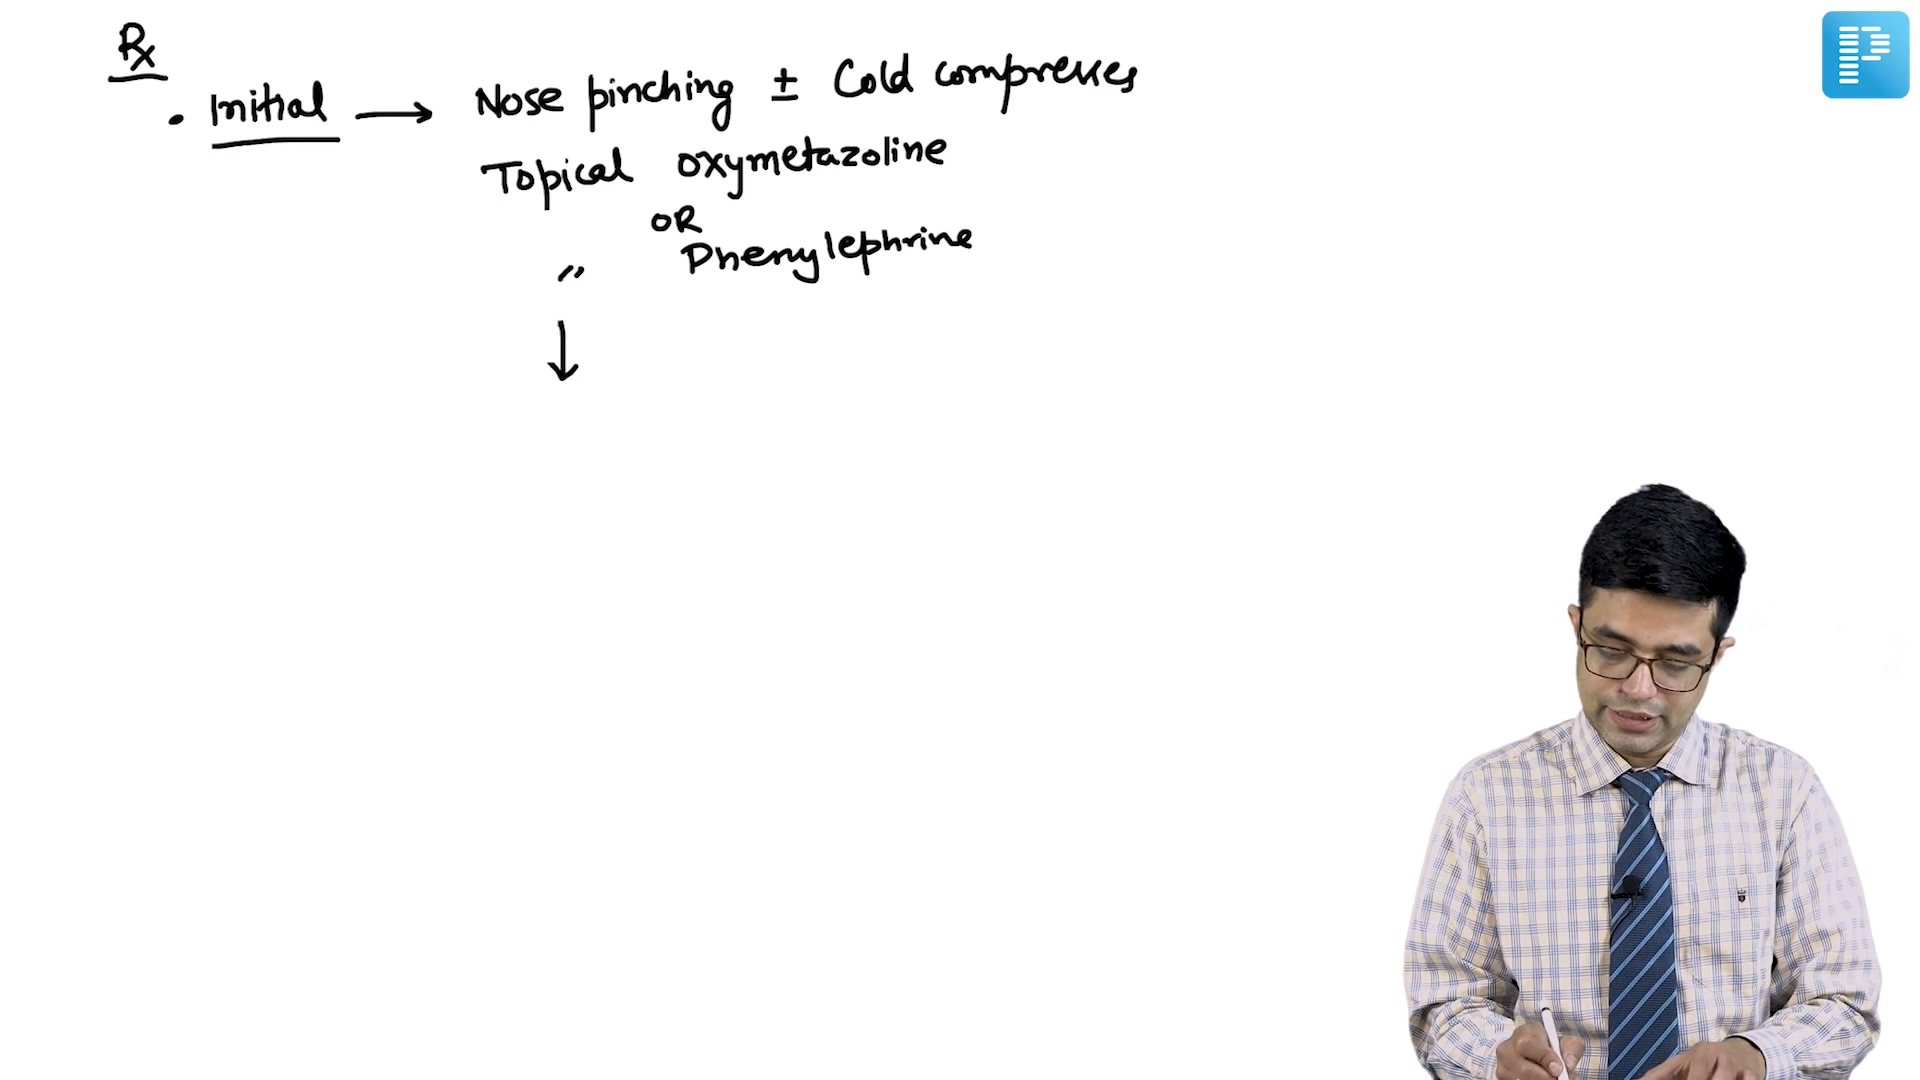 Rx
. Initial → Nose pinching ± Cold compresses
Topical oxymetazoline
OR
〃 Phenylephrine
↓